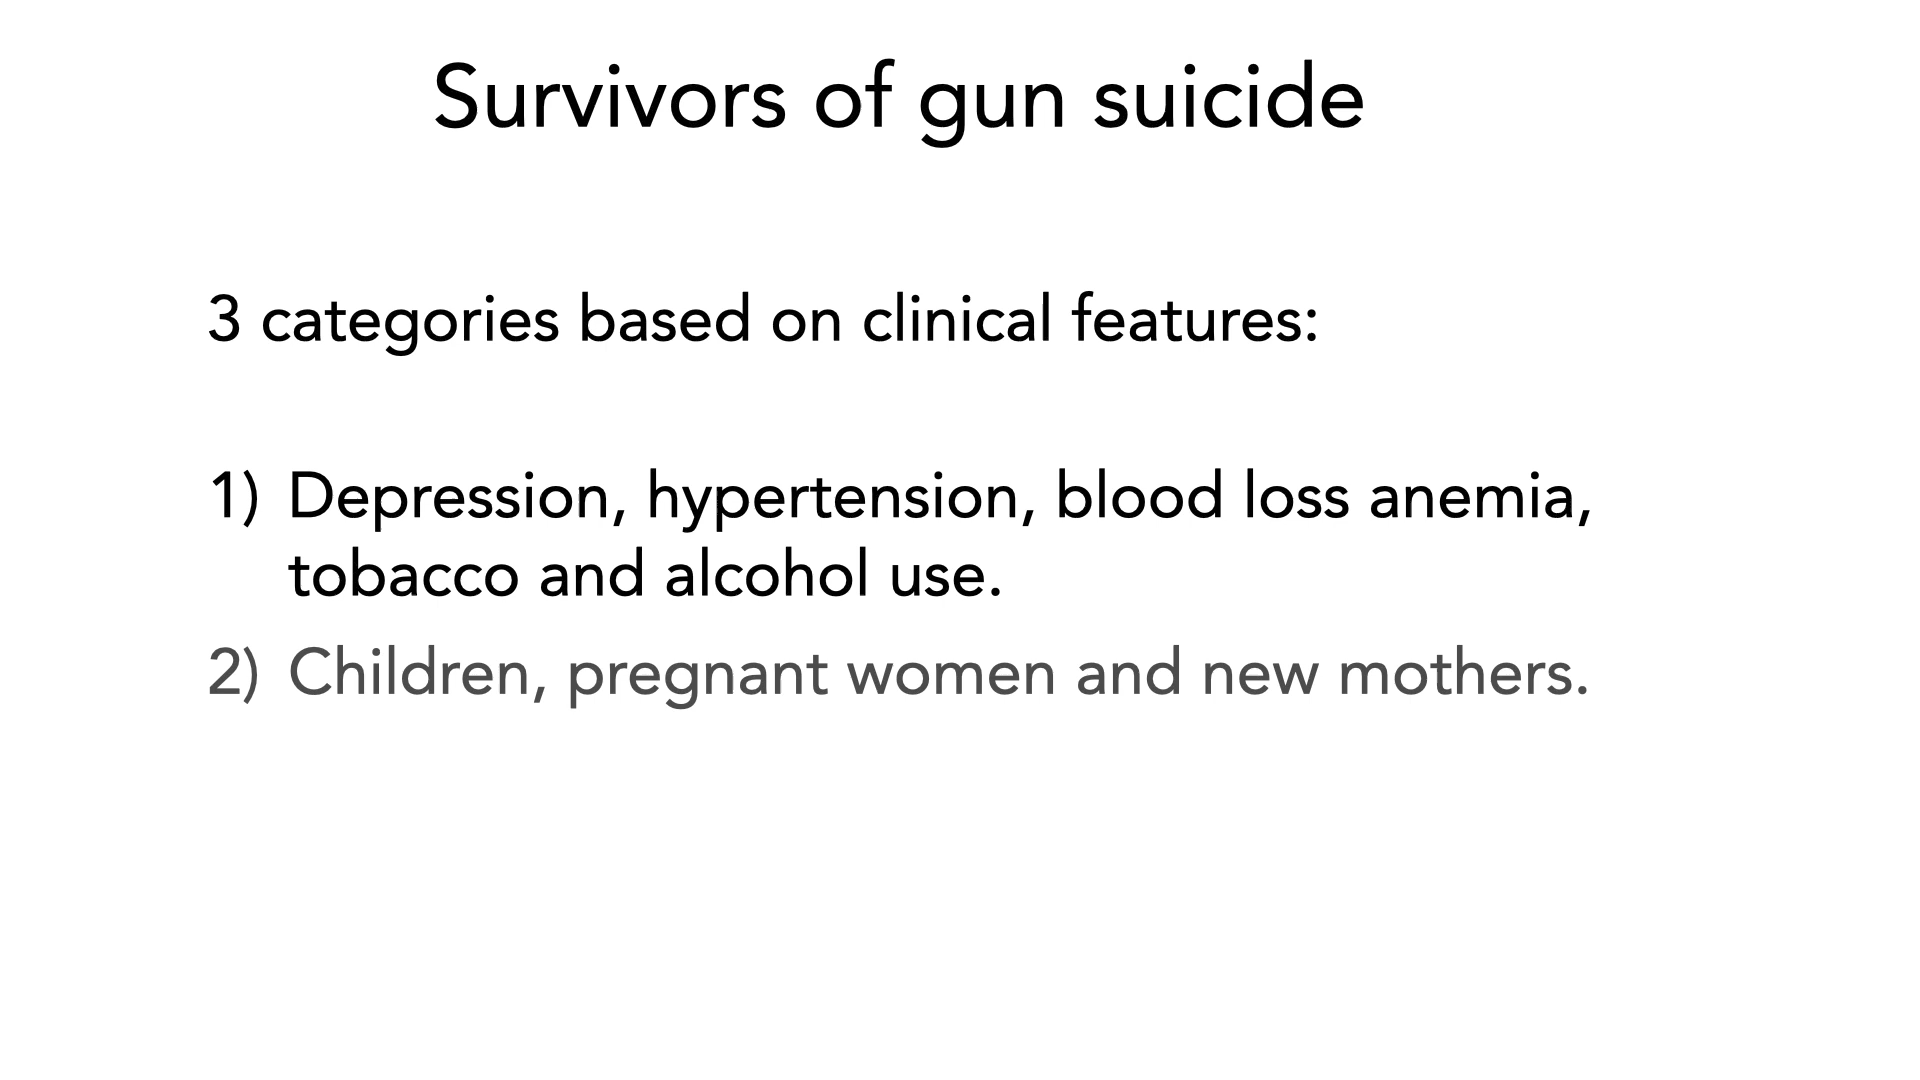 Survivors of gun suicide
3 categories based on clinical features:
1) Depression, hypertension, blood loss anemia,
tobacco and alcohol use.
2) Children, pregnant women and new mothers.